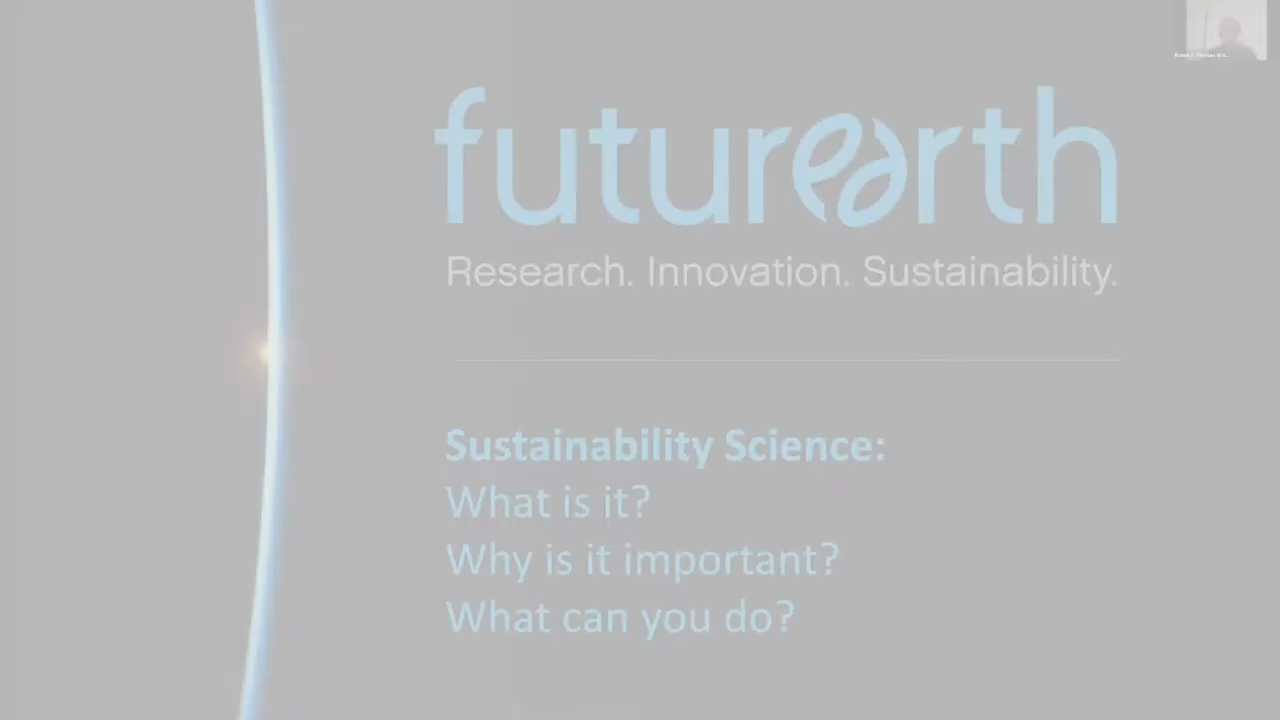 futurearth
Research. Innovation. Sustainability.
Sustainability Science:
What is it?
Why is it important?
What can you do?